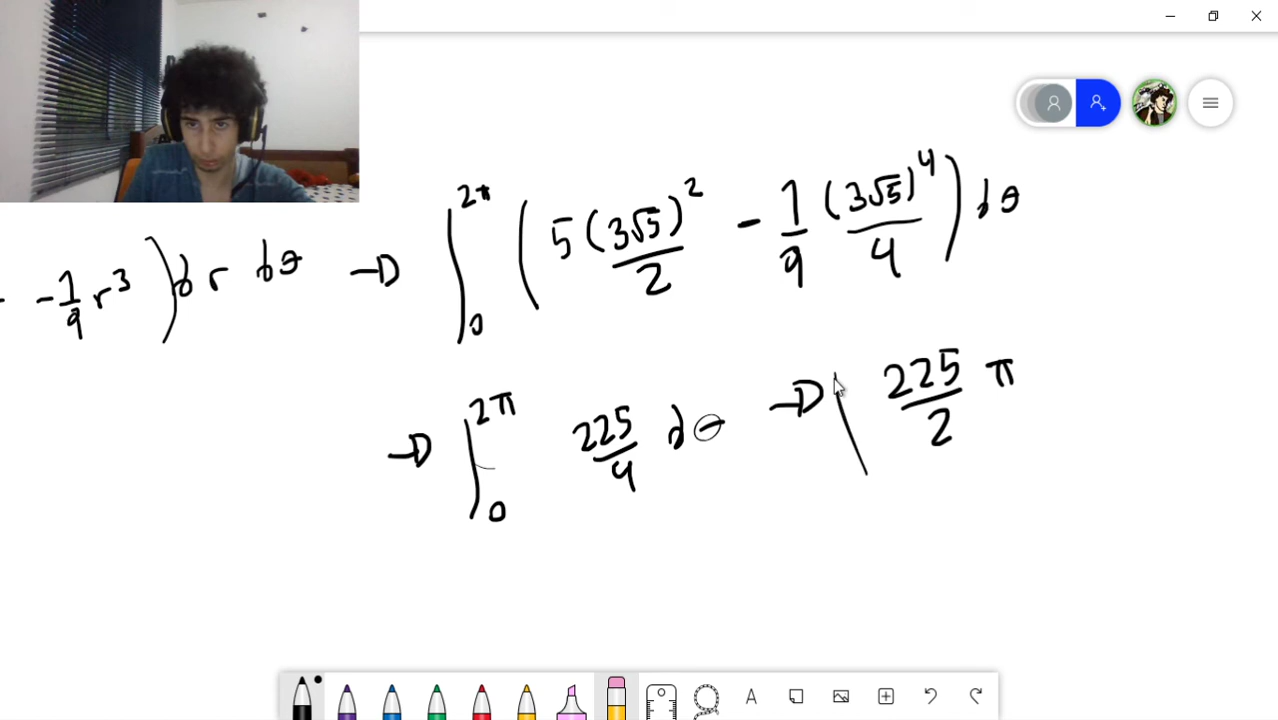 - -1/9 r³ ) dr dθ → ∫₀^2π ( 5 (3√5)²/2 - 1/9 (3√5)⁴/4 ) dθ
→ ∫₀^2π 225/4 dθ → 225/2 π
A